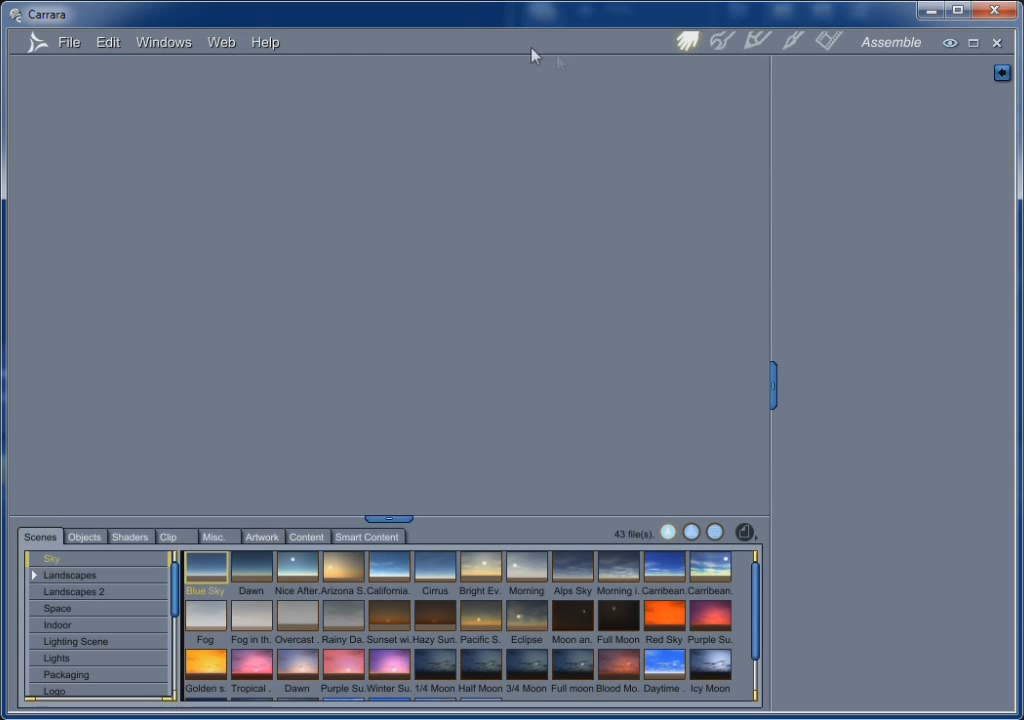 Carrara
File Edit Windows Web Help Assemble
Scenes Objects Shaders Clip Misc. Artwork Content Smart Content 43 file(s).
Sky
Landscapes
Landscapes 2
Space
Indoor
Lighting Scene
Lights
Packaging
Logo
Blue Sky Dawn Nice After. Arizona S. California. Cirrus Bright Ev. Morning Alps Sky Morning i. Carribean. Carribean.
Fog Fog in th. Overcast . Rainy Da. Sunset wi. Hazy Sun. Pacific S. Eclipse Moon an. Full Moon Red Sky Purple Su.
Golden s. Tropical . Dawn Purple Su. Winter Su. 1/4 Moon Half Moon 3/4 Moon Full moon Blood Mo. Daytime . Icy Moon